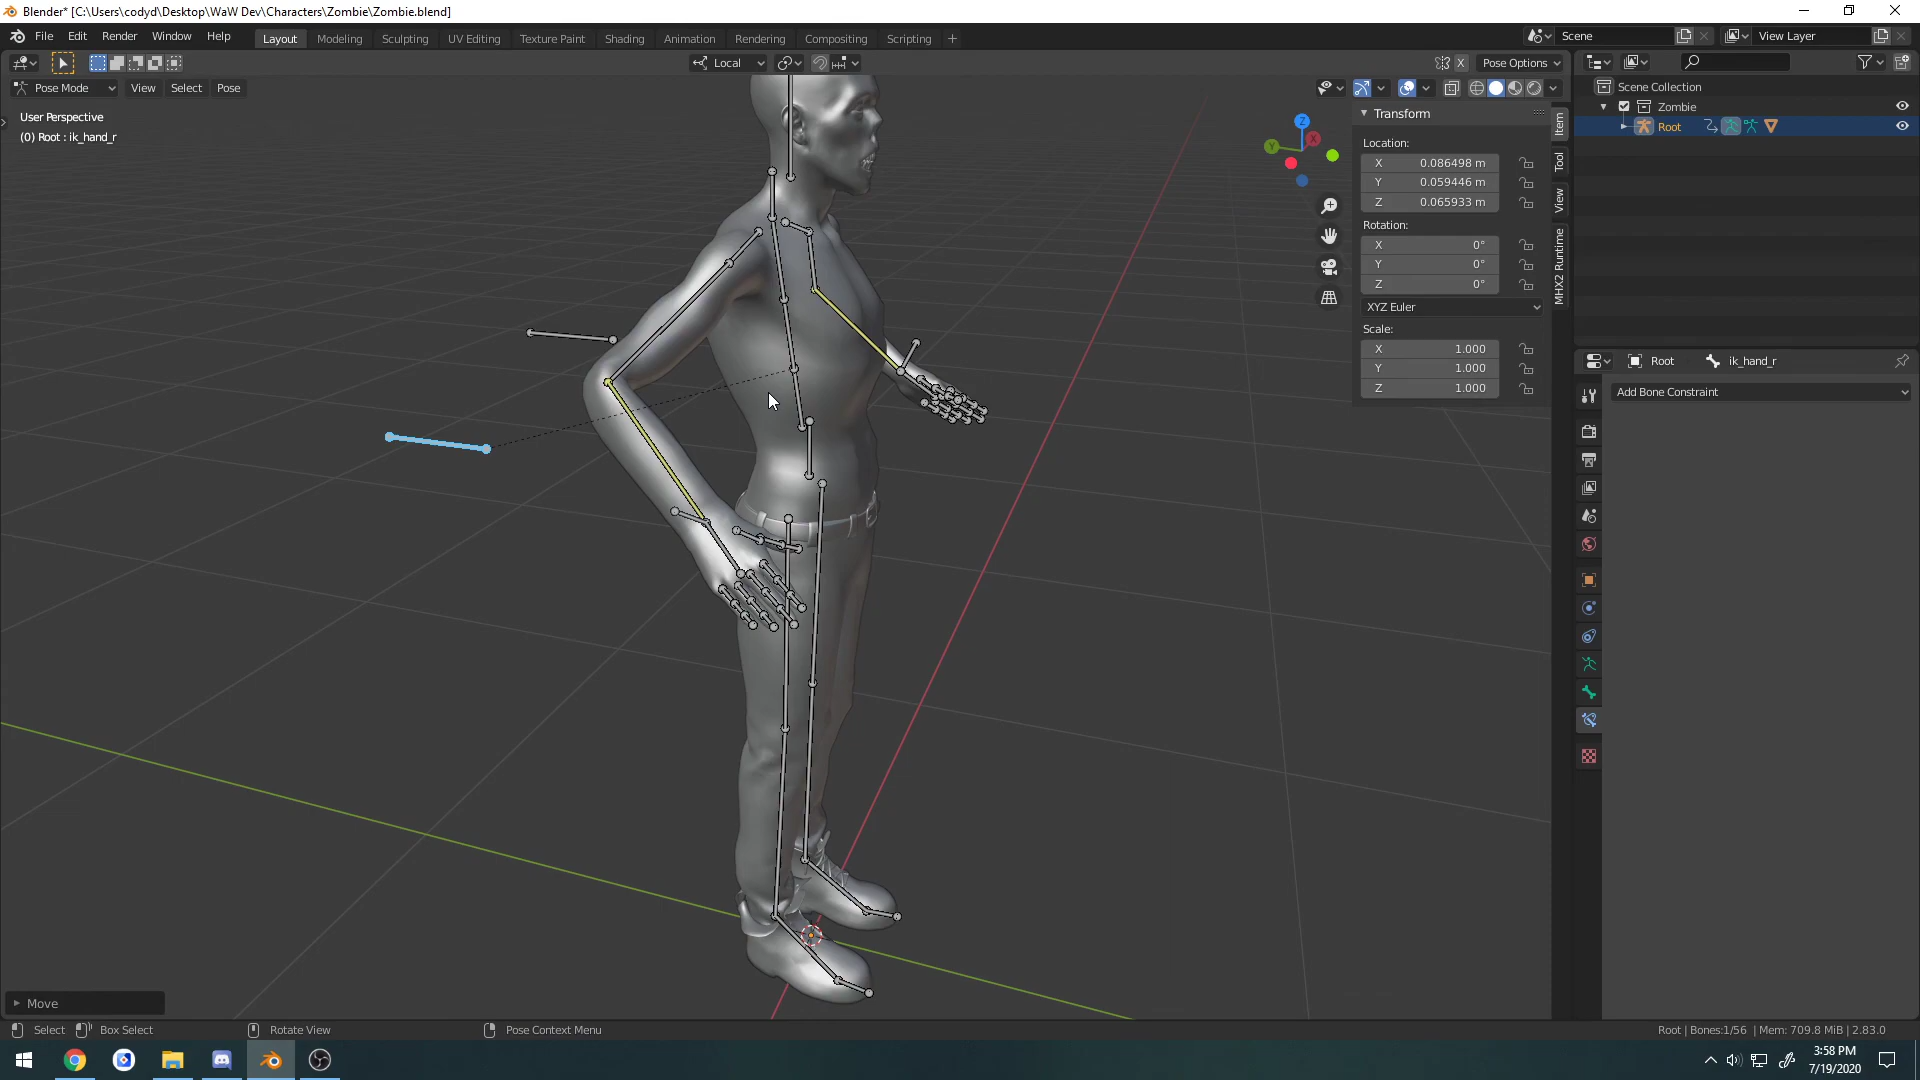 Blender* [C:\Users\codyd\Desktop\WaW Dev\Characters\Zombie\Zombie.blend]
File Edit Render Window Help Layout Modeling Sculpting UV Editing Texture Paint Shading Animation Rendering Compositing Scripting + Scene View Layer
Local X Pose Options
Pose Mode View Select Pose
User Perspective
(0) Root : ik_hand_r
Z
X
Y
Transform
Location:
X 0.086498 m
Y 0.059446 m
Z 0.065933 m
Rotation:
X 0°
Y 0°
Z 0°
XYZ Euler
Scale:
X 1.000
Y 1.000
Z 1.000
Item
Tool
View
MHX2 Runtime
Scene Collection
Zombie
Root
Root ik_hand_r
Add Bone Constraint
Move
Select Box Select Rotate View Pose Context Menu Root | Bones:1/56 | Mem: 709.8 MiB | 2.83.0
3:58 PM
7/19/2020